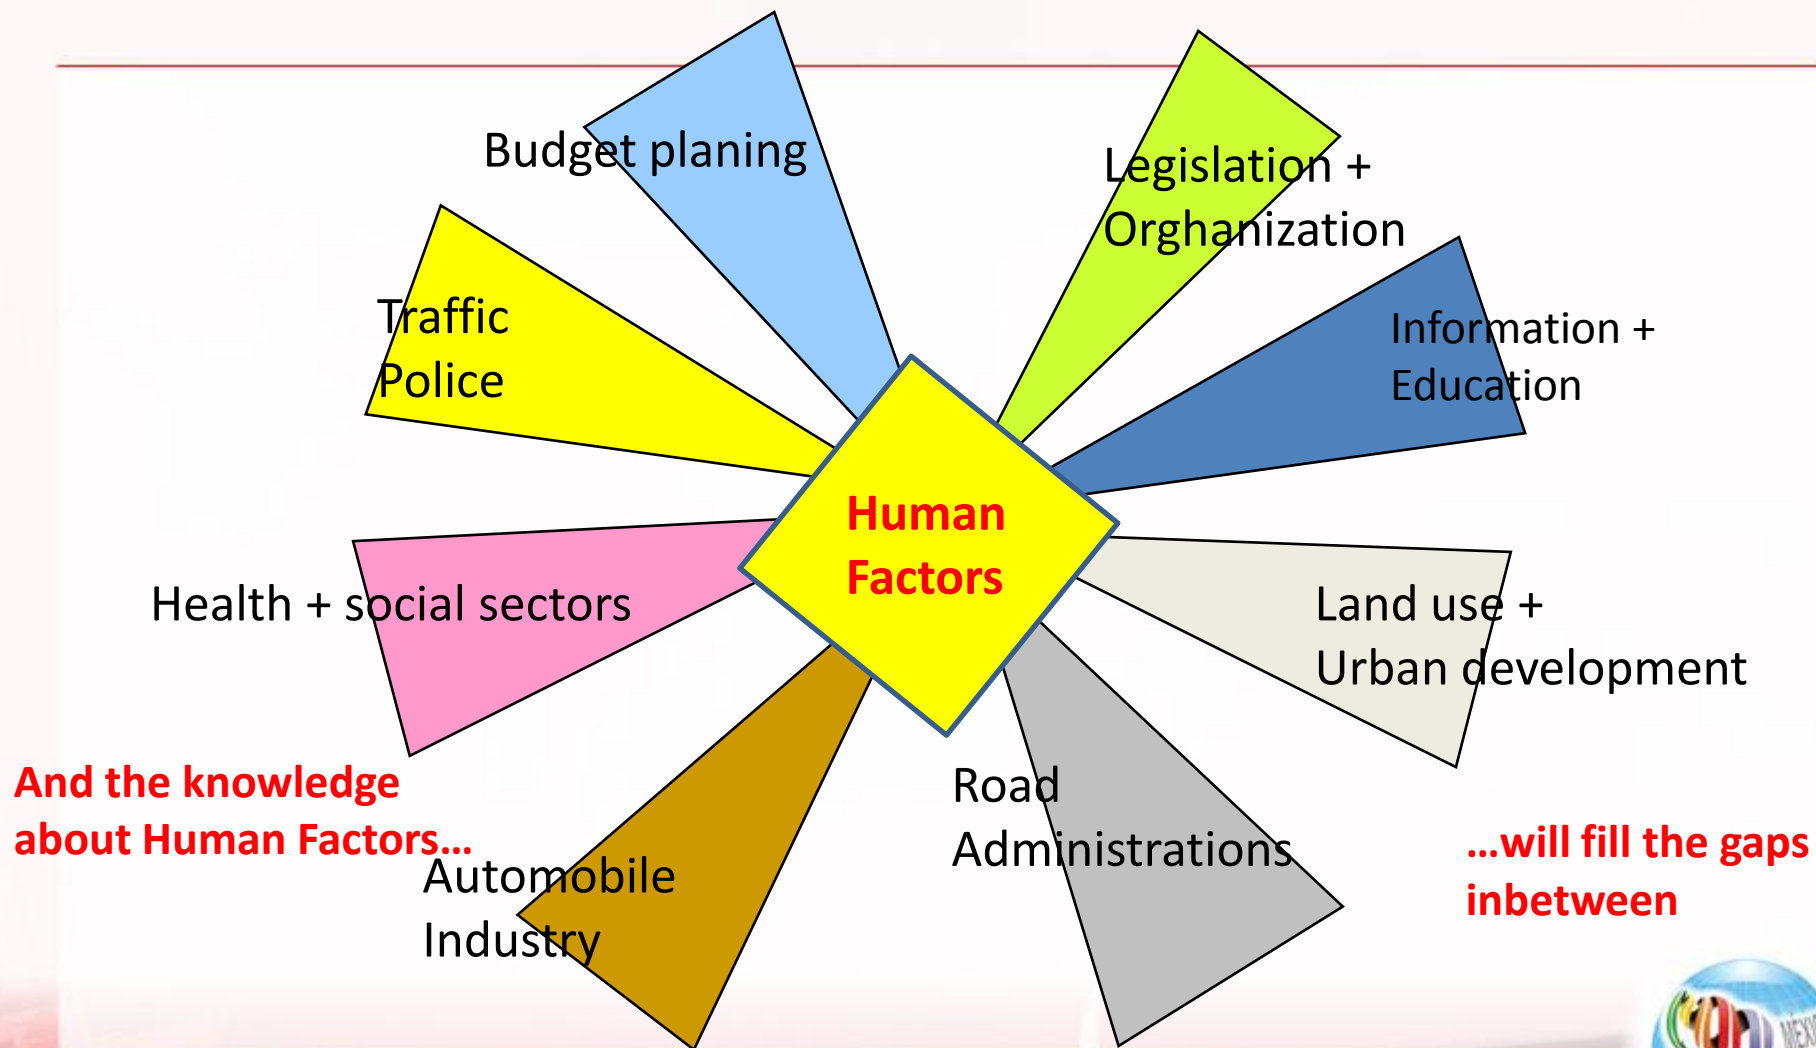 Budget planing
Legislation +
Orghanization
Traffic
Police
Information +
Education
Human
Factors
Health + social sectors
Land use +
Urban development
And the knowledge
about Human Factors...
Road
Administrations
...will fill the gaps
inbetween
Automobile
Industry